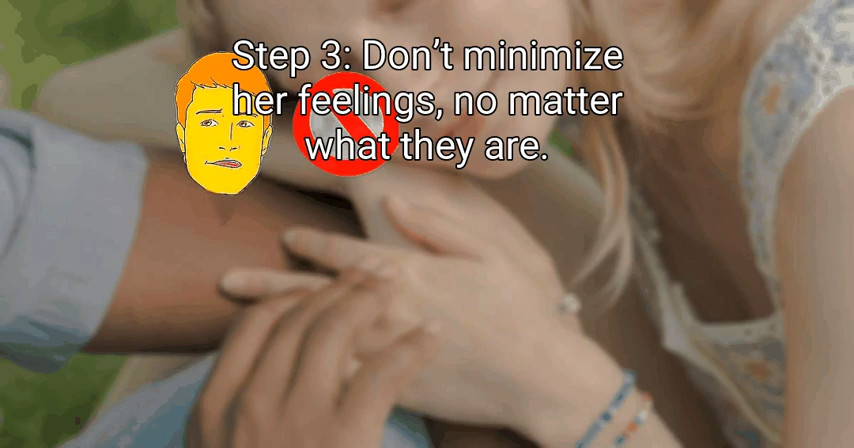 Step 3: Don’t minimize
her feelings, no matter
what they are.